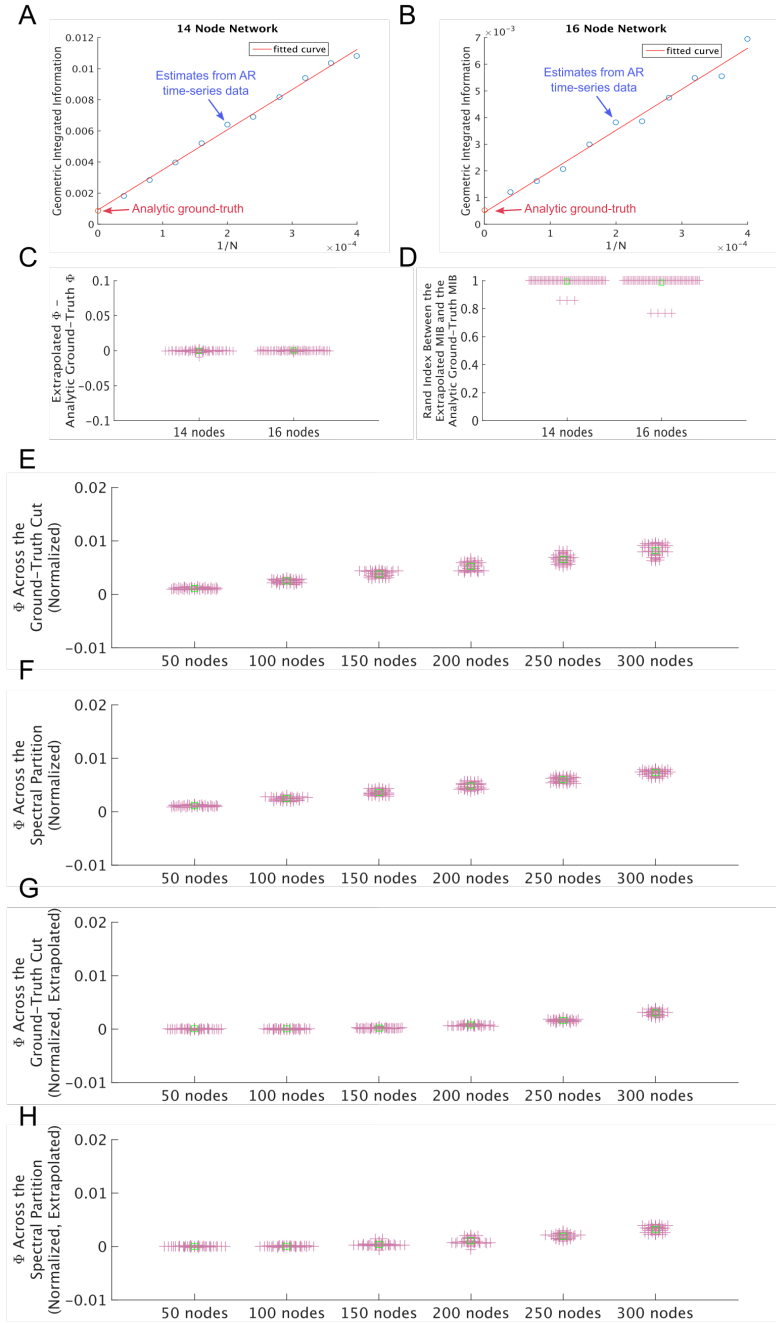 A
14 Node Network
Geometric Integrated Information
0.012
0.01
0.008
0.006
0.004
0.002
0
fitted curve
Estimates from AR
time-series data
Analytic ground-truth
0 1 2 3 4
1/N
×10⁻⁴
B
16 Node Network
×10⁻³
Geometric Integrated Information
7
6
5
4
3
2
1
0
fitted curve
Estimates from AR
time-series data
Analytic ground-truth
0 1 2 3 4
1/N
×10⁻⁴
C
Extrapolated Φ –
Analytic Ground-Truth Φ
0.1
0.05
0
−0.05
−0.1
14 nodes 16 nodes
D
Rand Index Between the
Extrapolated MIB and the
Analytic Ground-Truth MIB
1
0.8
0.6
0.4
0.2
0
14 nodes 16 nodes
E
Φ Across the
Ground-Truth Cut
(Normalized)
0.02
0.01
0
−0.01
50 nodes 100 nodes 150 nodes 200 nodes 250 nodes 300 nodes
F
Φ Across the
Spectral Partition
(Normalized)
0.02
0.01
0
−0.01
50 nodes 100 nodes 150 nodes 200 nodes 250 nodes 300 nodes
G
Φ Across the
Ground-Truth Cut
(Normalized, Extrapolated)
0.02
0.01
0
−0.01
50 nodes 100 nodes 150 nodes 200 nodes 250 nodes 300 nodes
H
Φ Across the
Spectral Partition
(Normalized, Extrapolated)
0.02
0.01
0
−0.01
50 nodes 100 nodes 150 nodes 200 nodes 250 nodes 300 nodes